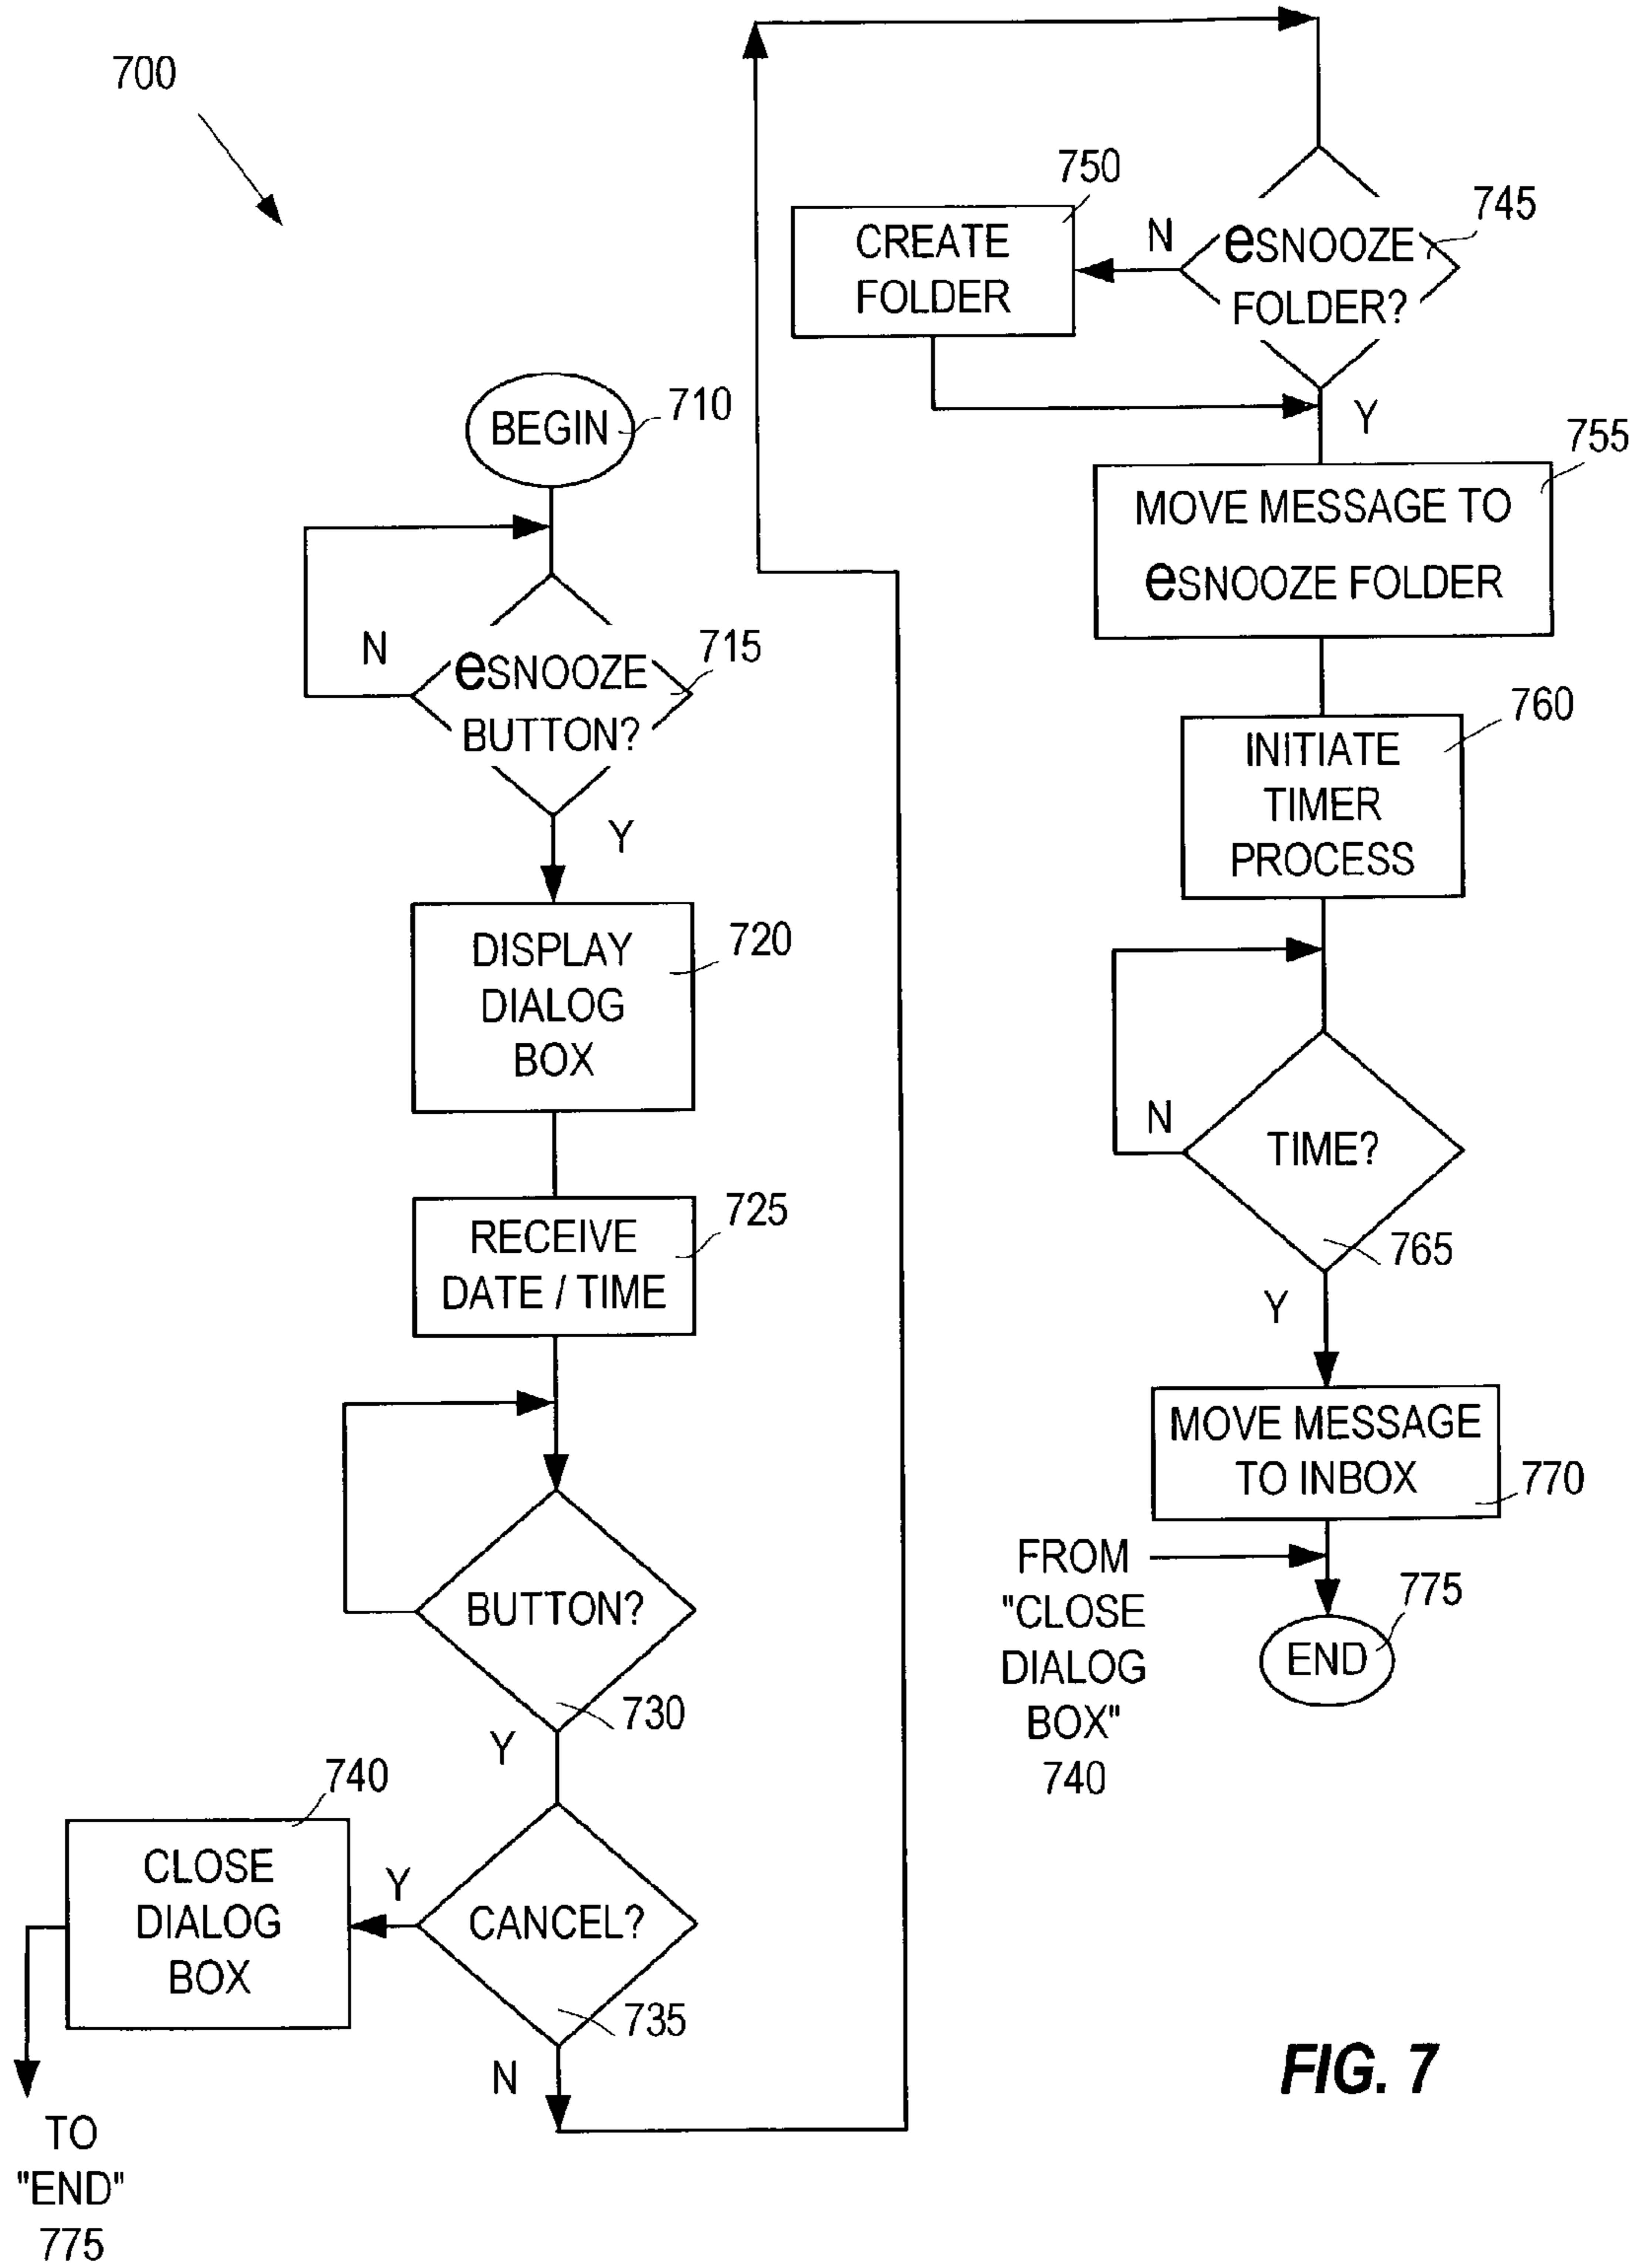 700
BEGIN
710
N
eSNOOZE
BUTTON?
715
Y
DISPLAY
DIALOG
BOX
720
RECEIVE
DATE / TIME
725
BUTTON?
730
Y
CANCEL?
735
Y
740
CLOSE
DIALOG
BOX
TO
"END"
775
N
eSNOOZE
FOLDER?
745
N
750
CREATE
FOLDER
Y
755
MOVE MESSAGE TO
eSNOOZE FOLDER
760
INITIATE
TIMER
PROCESS
N
TIME?
765
Y
MOVE MESSAGE
TO INBOX
770
FROM
"CLOSE
DIALOG
BOX"
740
775
END
FIG. 7